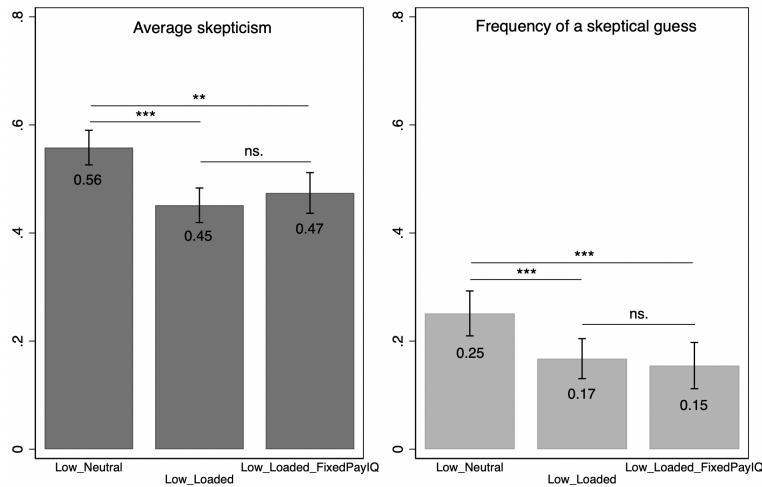 Average skepticism
.8
.6
.4
.2
0
**
***
ns.
0.56
0.45
0.47
Low_Neutral
Low_Loaded
Low_Loaded_FixedPayIQ
Frequency of a skeptical guess
.8
.6
.4
.2
0
***
***
ns.
0.25
0.17
0.15
Low_Neutral
Low_Loaded
Low_Loaded_FixedPayIQ